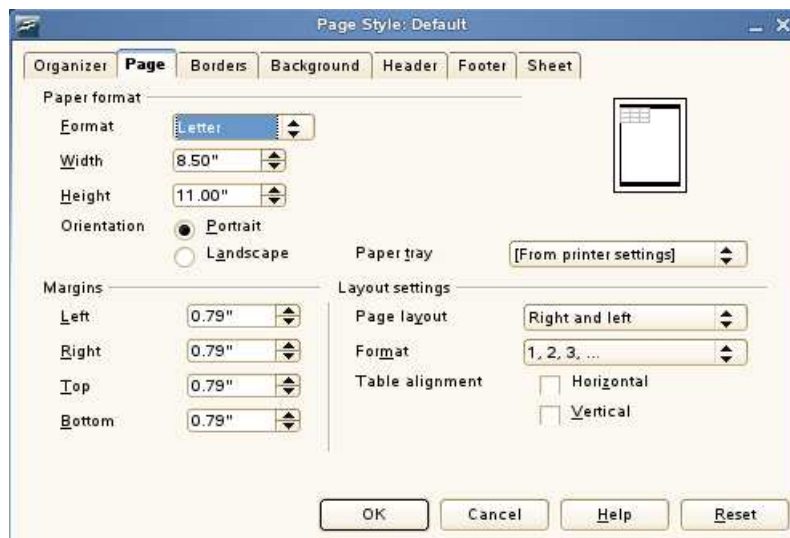 Page Style: Default
Organizer Page Borders Background Header Footer Sheet
Paper format
Format Letter
Width 8.50"
Height 11.00"
Orientation Portrait
Landscape
Paper tray [From printer settings]
Margins
Left 0.79"
Right 0.79"
Top 0.79"
Bottom 0.79"
Layout settings
Page layout Right and left
Format 1, 2, 3, ...
Table alignment Horizontal
Vertical
OK Cancel Help Reset